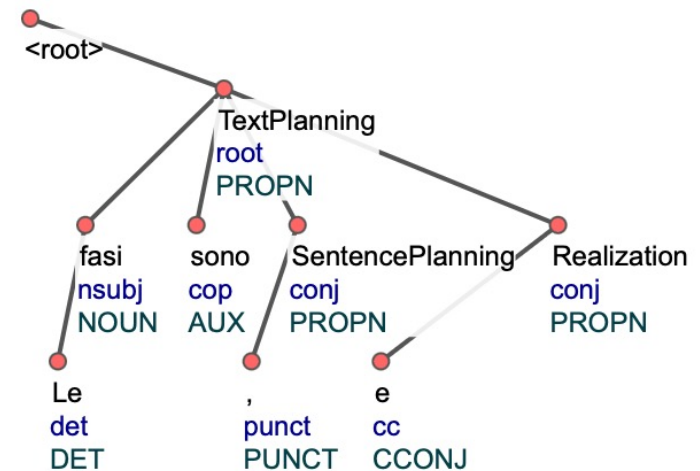 <root>
TextPlanning
root
PROPN
fasi sono SentencePlanning Realization
nsubj cop conj conj
NOUN AUX PROPN PROPN
Le , e
det punct cc
DET PUNCT CCONJ